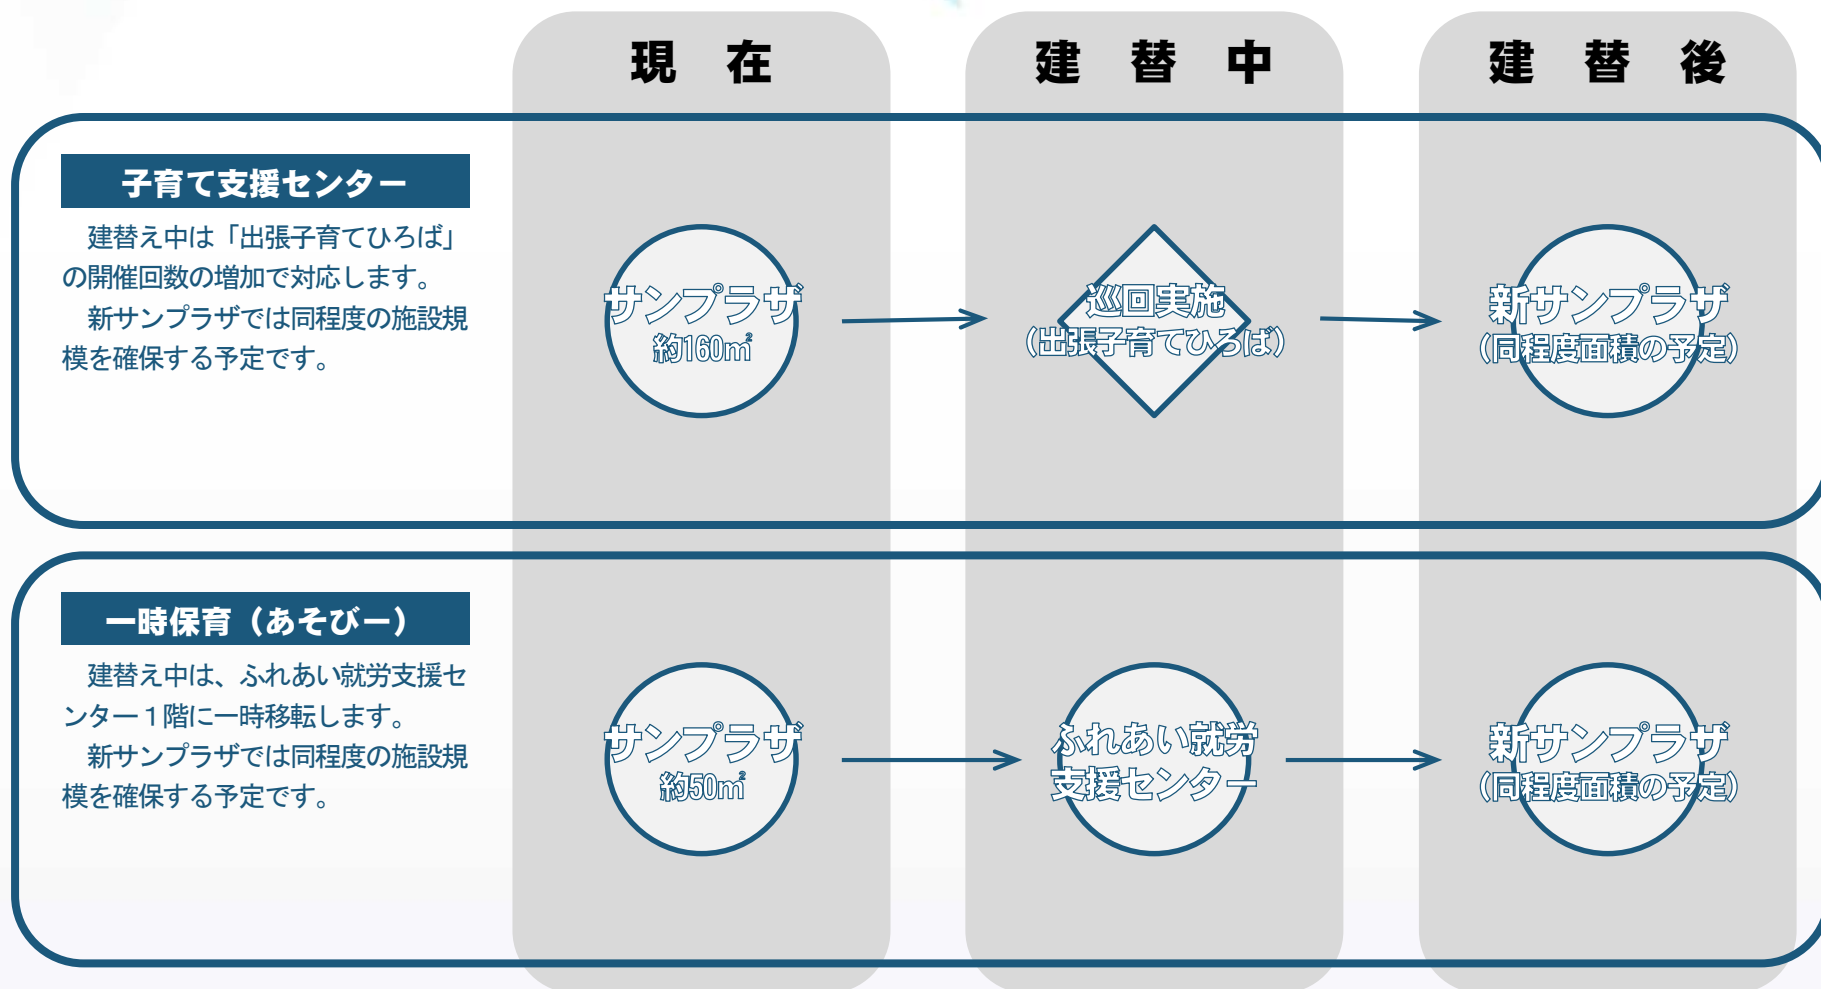 現　在
建　替　中
建　替　後
子育て支援センター
建替え中は「出張子育てひろば」
の開催回数の増加で対応します。
新サンプラザでは同程度の施設規
模を確保する予定です。
サンプラザ
約160㎡
巡回実施
（出張子育てひろば）
新サンプラザ
（同程度面積の予定）
一時保育（あそびー）
建替え中は、ふれあい就労支援セ
ンター１階に一時移転します。
新サンプラザでは同程度の施設規
模を確保する予定です。
サンプラザ
約50㎡
ふれあい就労
支援センター
新サンプラザ
（同程度面積の予定）